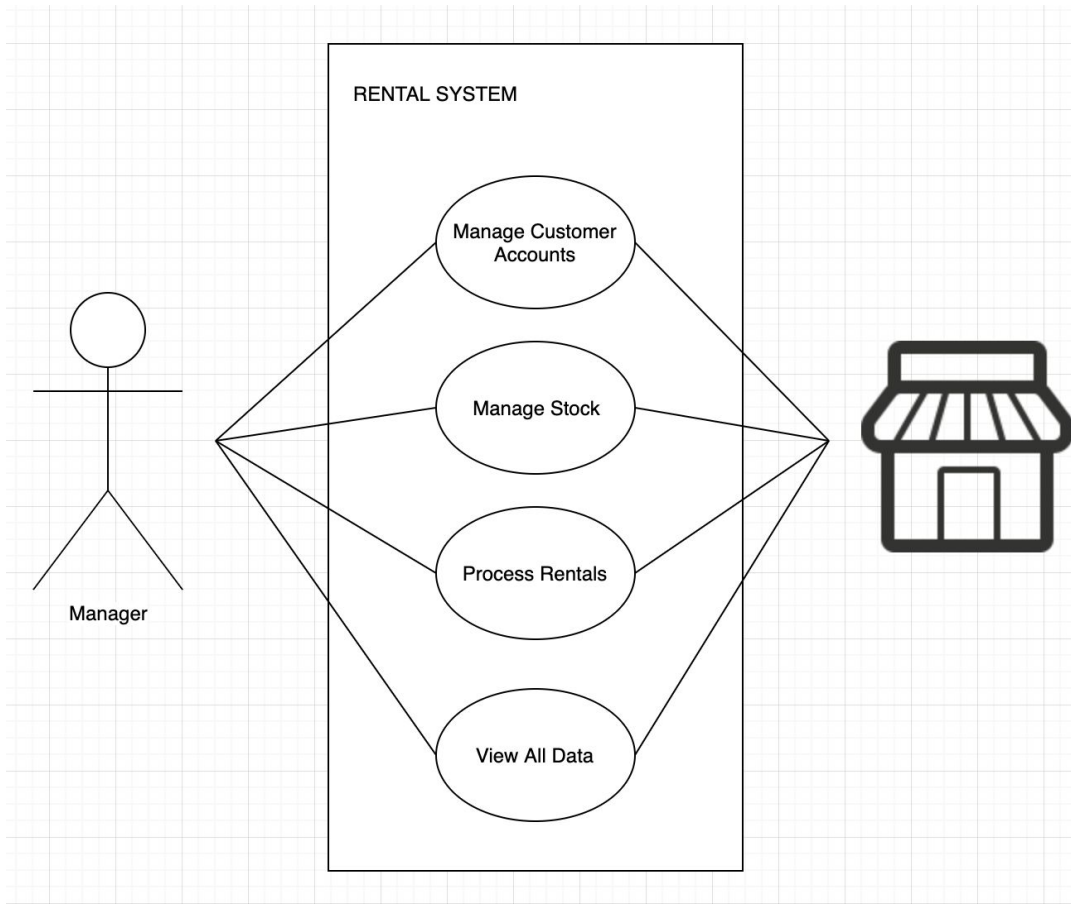 RENTAL SYSTEM
Manage Customer
Accounts
Manage Stock
Process Rentals
Manager
View All Data